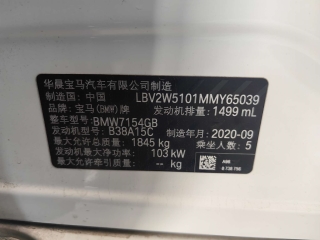 华晨宝马汽车有限公司制造
制造国: 中国 LBV2W5101MMY65039
品牌: 宝马(BMW)牌 发动机排量: 1499 mL
整车型号: BMW7154GB
发动机型号: B38A15C 制造年月: 2020-09
最大允许总质量: 1845 kg 乘坐人数: 5
发动机最大净功率: 103 kW
最大允许牵引质量: -- kg